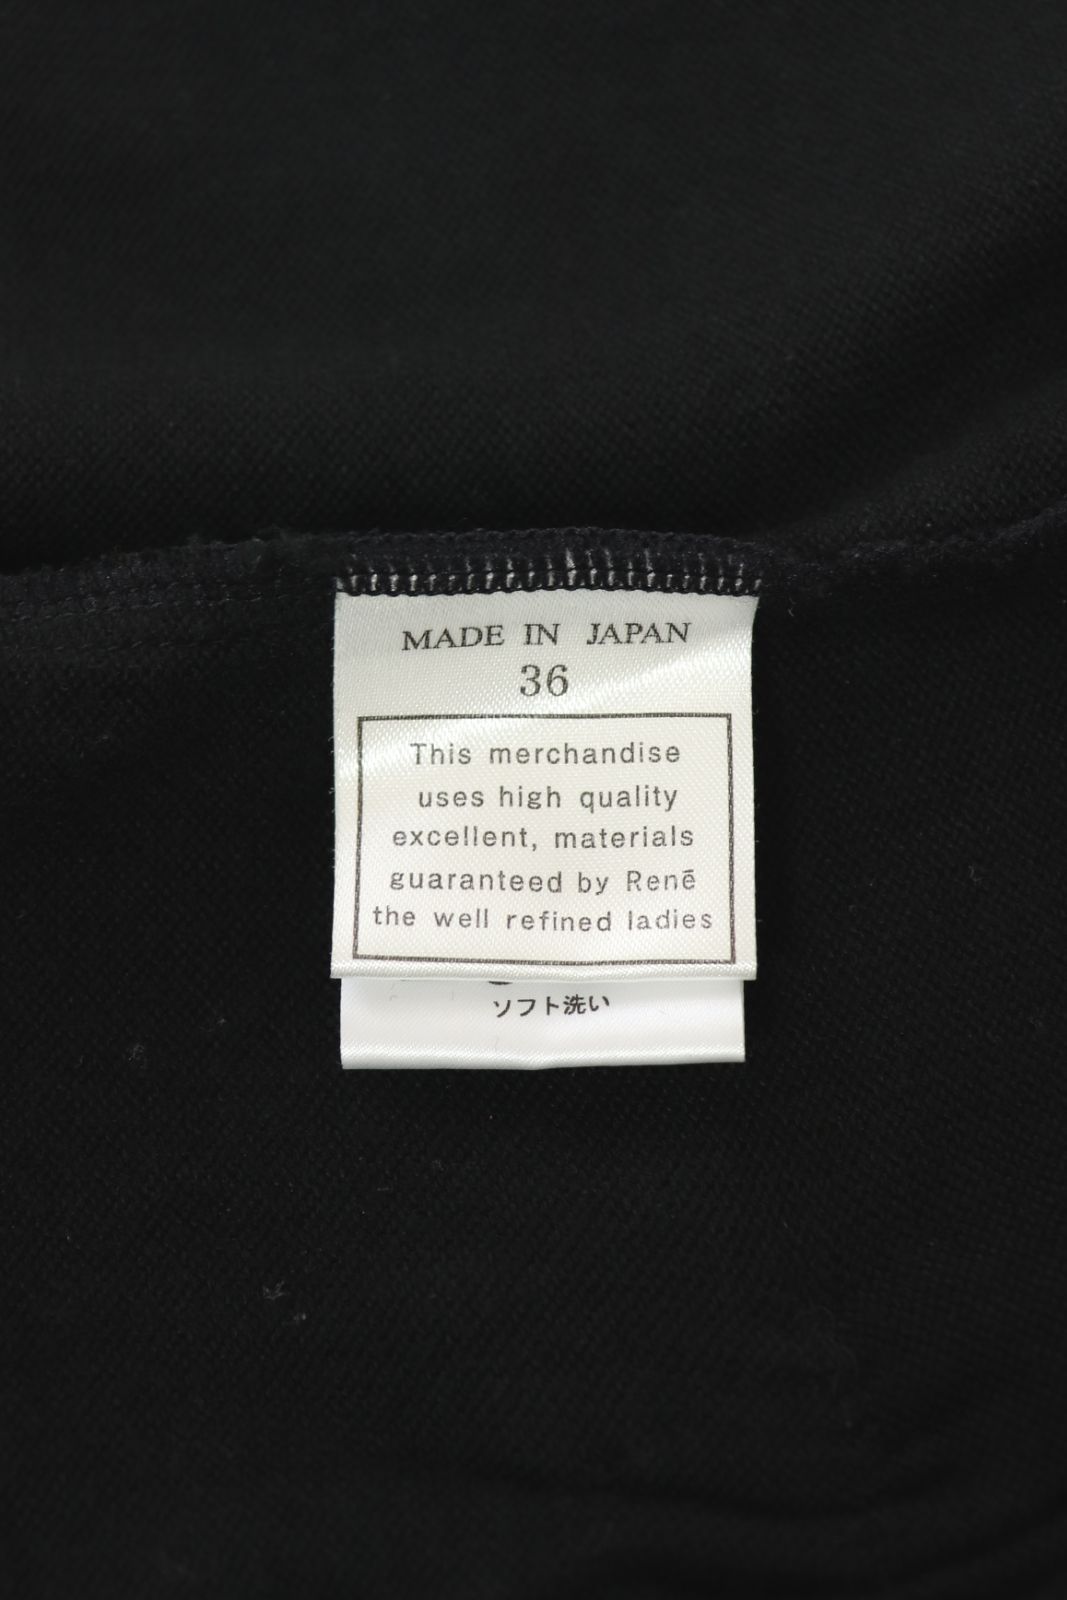 MADE IN JAPAN
36
This merchandise
uses high quality
excellent, materials
guaranteed by Renē
the well refined ladies
ソフト洗い